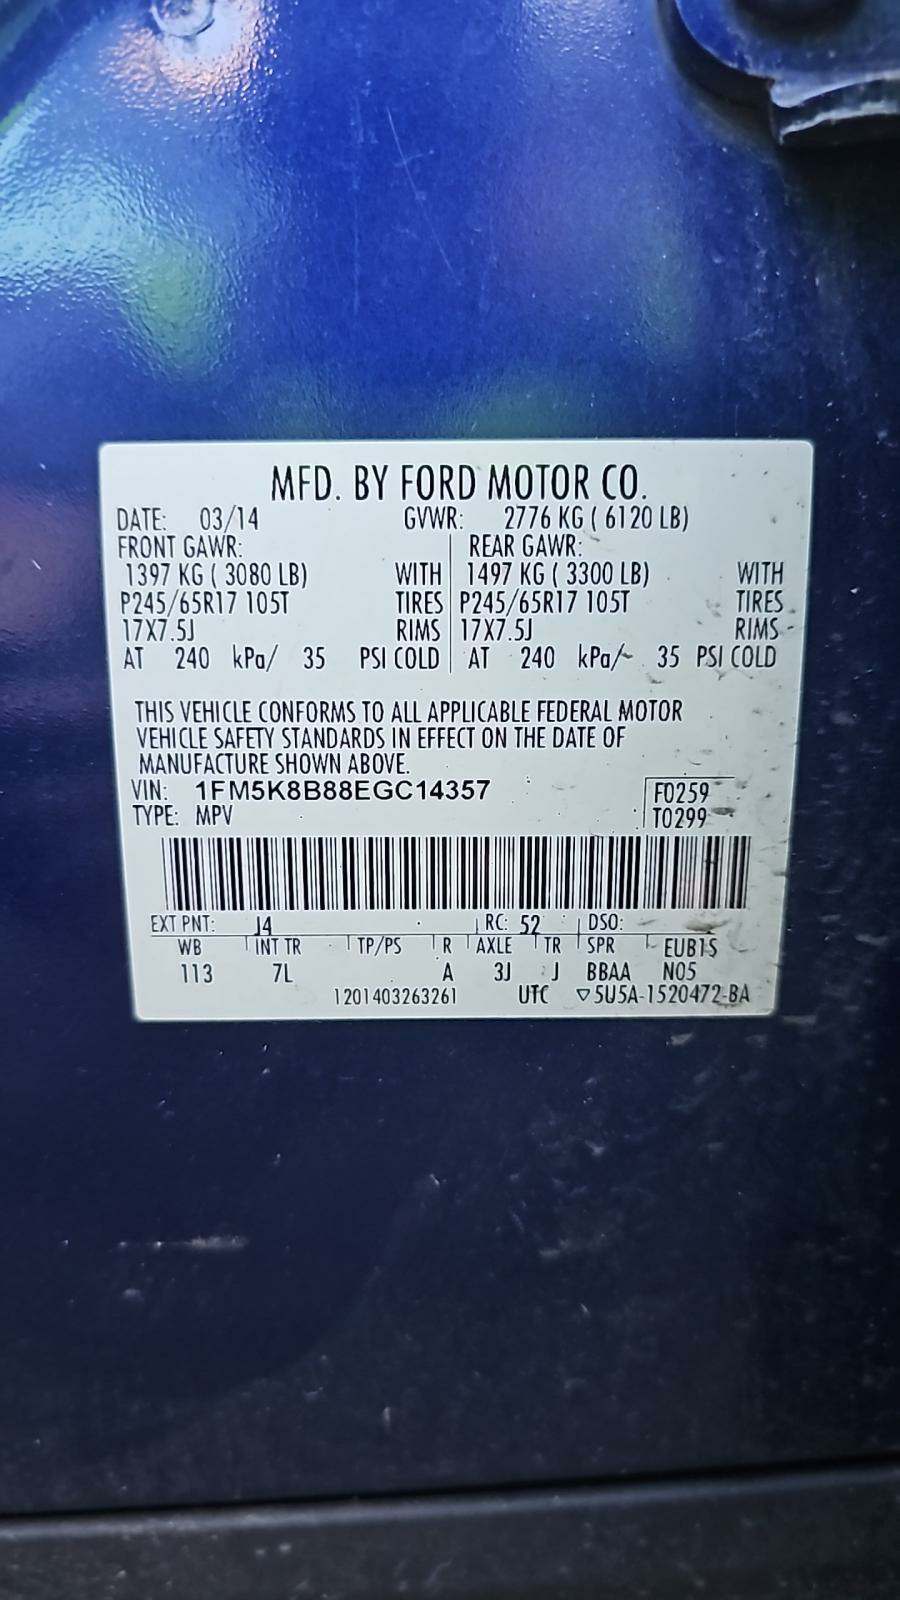 MFD. BY FORD MOTOR CO.
DATE: 03/14 GVWR: 2776 KG ( 6120 LB)
FRONT GAWR: REAR GAWR:
1397 KG ( 3080 LB) WITH 1497 KG ( 3300 LB) WITH
P245/65R17 105T TIRES P245/65R17 105T TIRES
17X7.5J RIMS 17X7.5J RIMS
AT 240 kPa/ 35 PSI COLD AT 240 kPa/ 35 PSI COLD
THIS VEHICLE CONFORMS TO ALL APPLICABLE FEDERAL MOTOR
VEHICLE SAFETY STANDARDS IN EFFECT ON THE DATE OF
MANUFACTURE SHOWN ABOVE.
VIN: 1FM5K8B88EGC14357 F0259
TYPE: MPV T0299
EXT PNT: J4 RC: 52 DSO:
WB INT TR TP/PS R AXLE TR SPR EUB1S
113 7L A 3J J BBAA N05
1201403263261 UTC ▽5U5A-1520472-BA